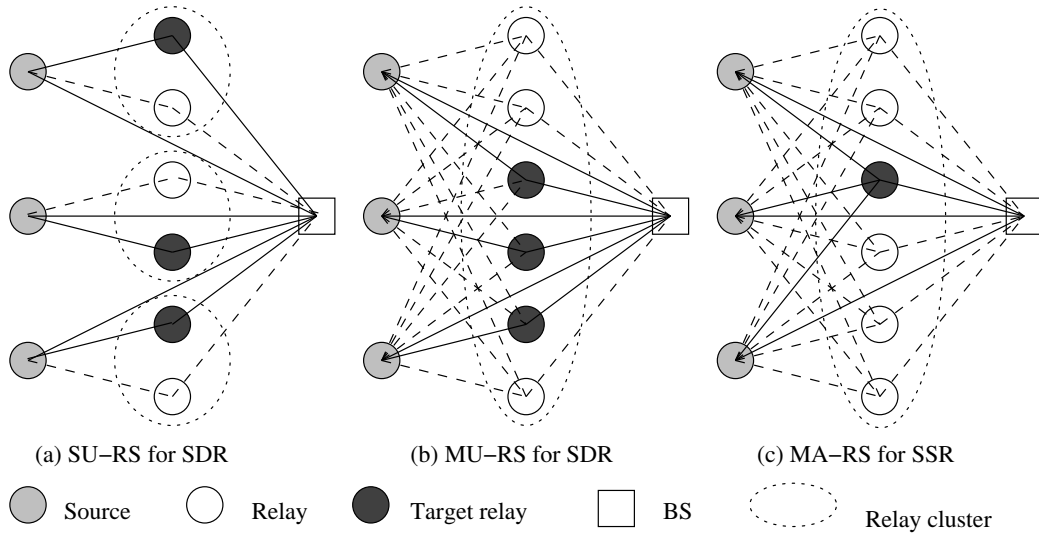 (a) SU−RS for SDR (b) MU−RS for SDR (c) MA−RS for SSR
Source Relay Target relay BS Relay cluster